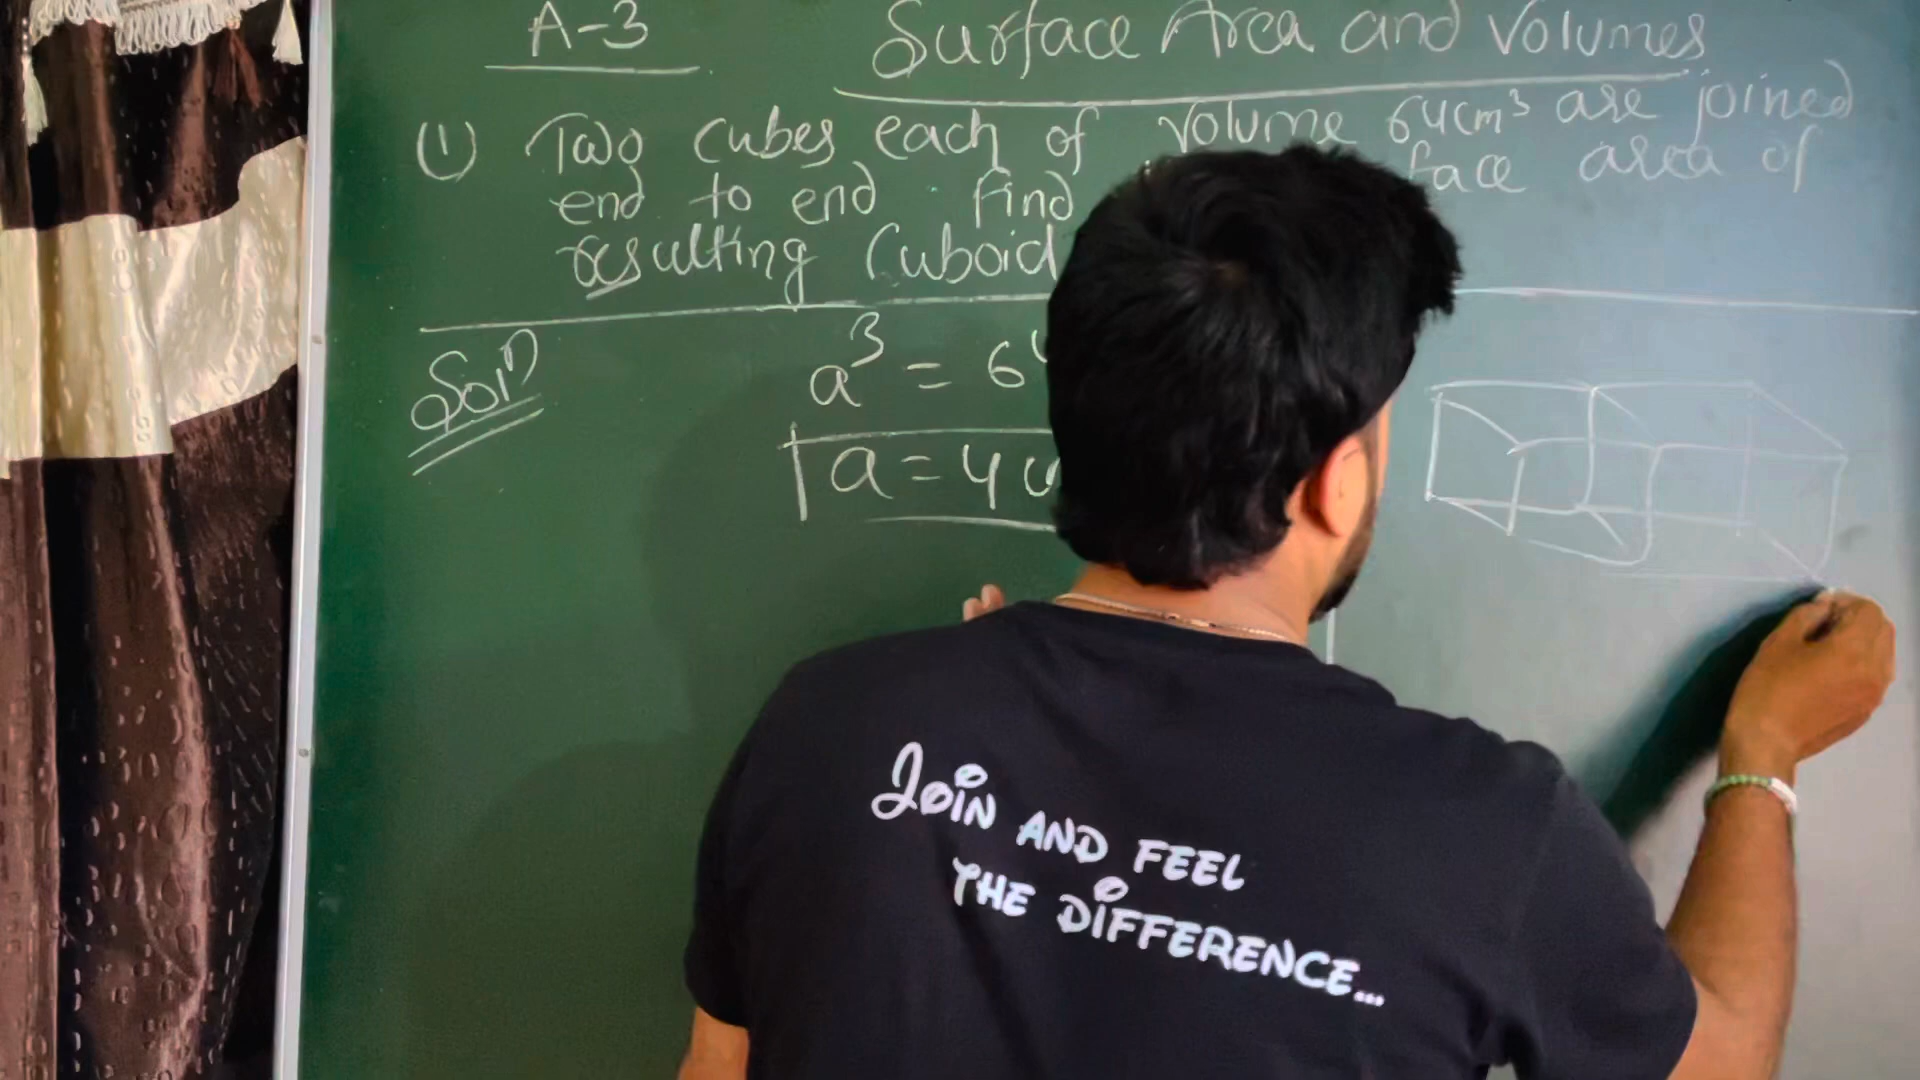 A-3
Surface Area and Volumes
(1) Two cubes each of volume 64cm³ are joined
end to end. Find face area of
resulting Cuboid
Solⁿ
a³ = 6
a = 4
Join AND FEEL
THE DIFFERENCE...